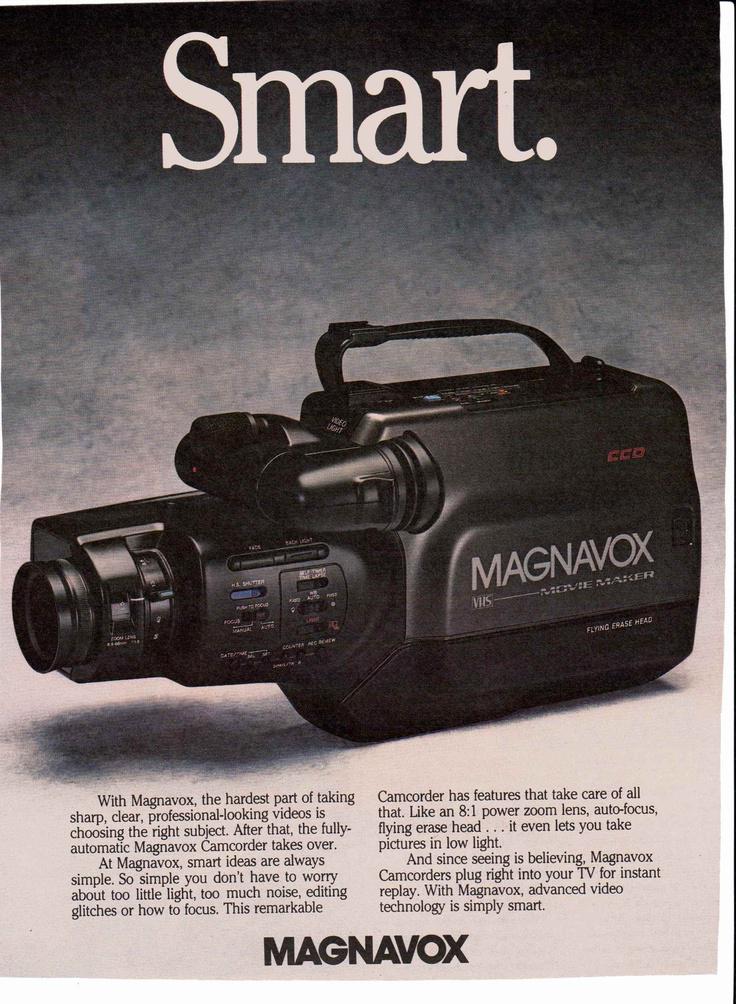 Smart.
VIDEO
LIGHT
CCD
FADE
BACK LIGHT
MAGNAVOX
VHS MOVIE MAKER
SELF TIMER
TIME LAPSE
H.S. SHUTTER
WB
FIXED AUTO FIXED
PUSH TO FOCUS
FOCUS
MANUAL AUTO
LIGHT
FLYING ERASE HEAD
ZOOM LENS
COUNTER REC REVIEW
DATE/TIME SEL SET
With Magnavox, the hardest part of taking
sharp, clear, professional-looking videos is
choosing the right subject. After that, the fully-
automatic Magnavox Camcorder takes over.
At Magnavox, smart ideas are always
simple. So simple you don't have to worry
about too little light, too much noise, editing
glitches or how to focus. This remarkable
Camcorder has features that take care of all
that. Like an 8:1 power zoom lens, auto-focus,
flying erase head . . . it even lets you take
pictures in low light.
And since seeing is believing, Magnavox
Camcorders plug right into your TV for instant
replay. With Magnavox, advanced video
technology is simply smart.
MAGNAVOX